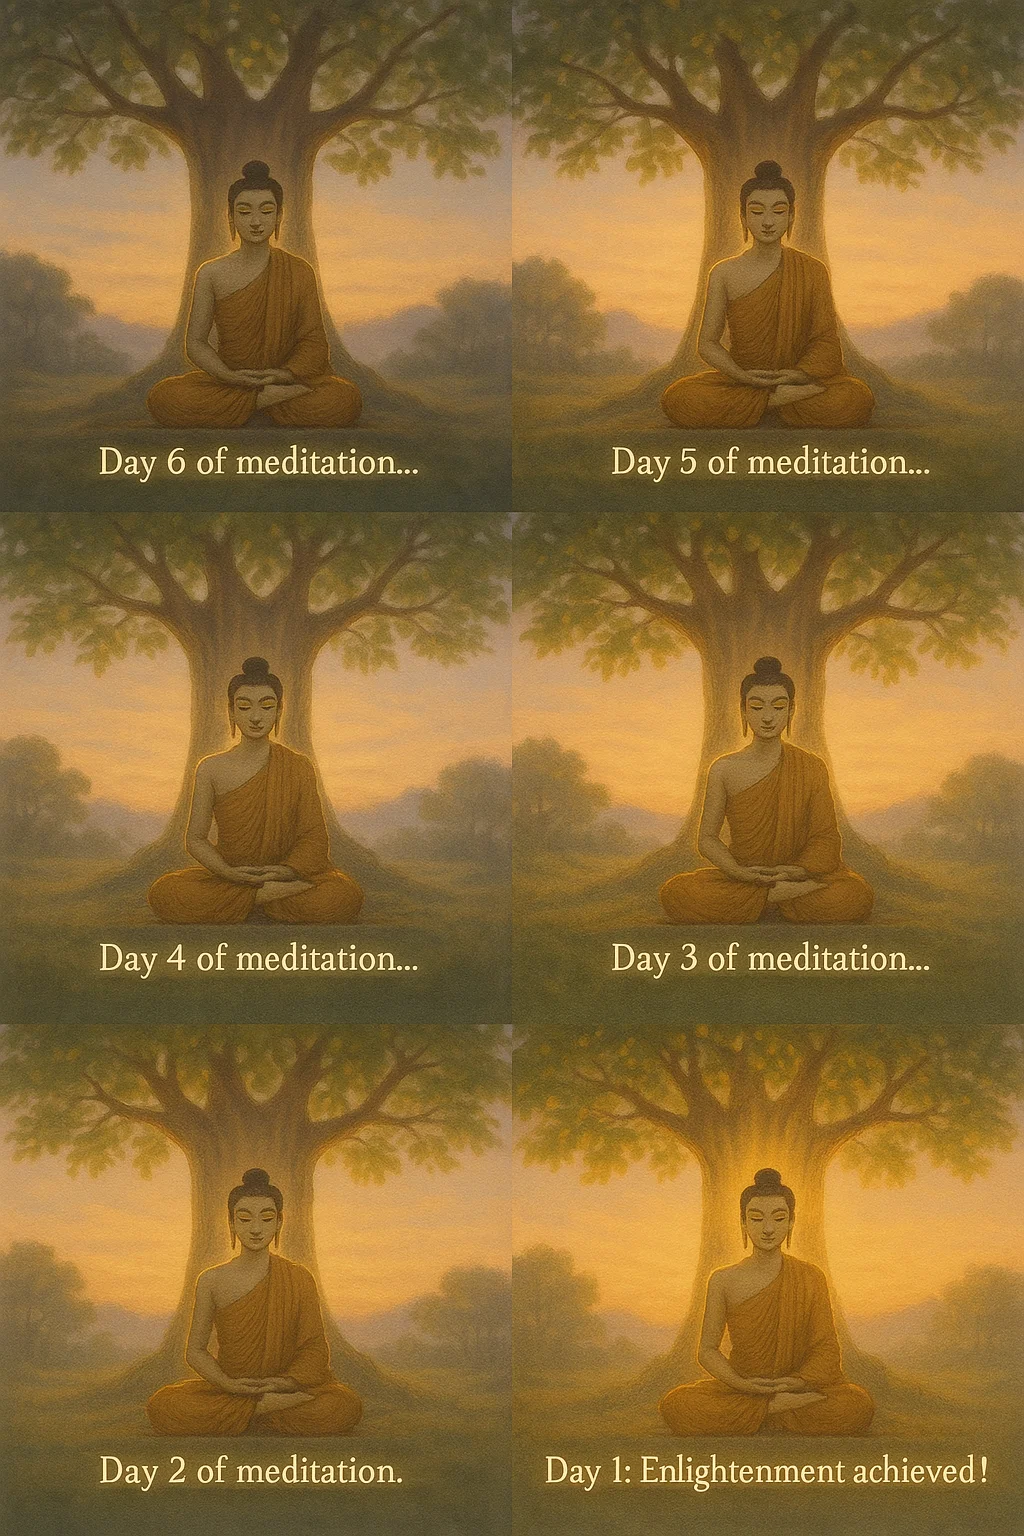 Day 6 of meditation...
Day 5 of meditation...
Day 4 of meditation...
Day 3 of meditation...
Day 2 of meditation.
Day 1: Enlightenment achieved!